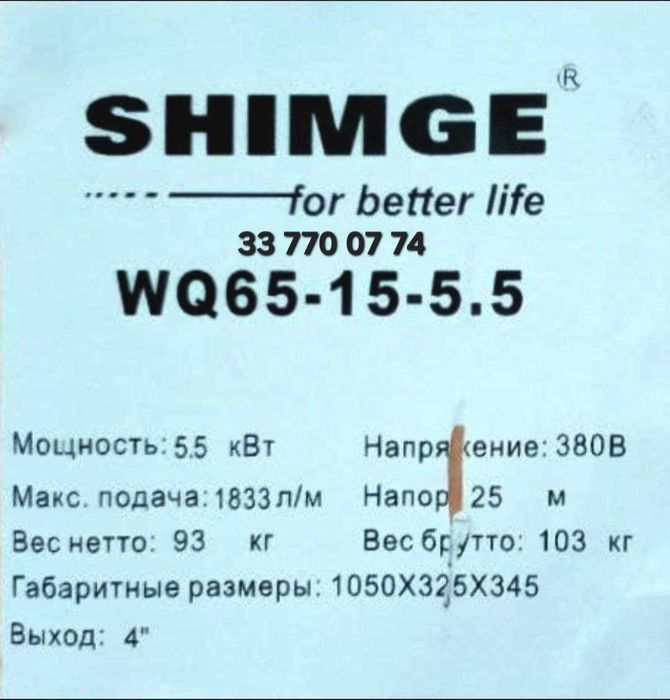 SHIMGE®
for better life
33 770 07 74
WQ65-15-5.5
Мощность: 5.5 кВт Напряжение: 380В
Макс. подача: 1833 л/м Напор 25 м
Вес нетто: 93 кг Вес брутто: 103 кг
Габаритные размеры: 1050X325X345
Выход: 4"